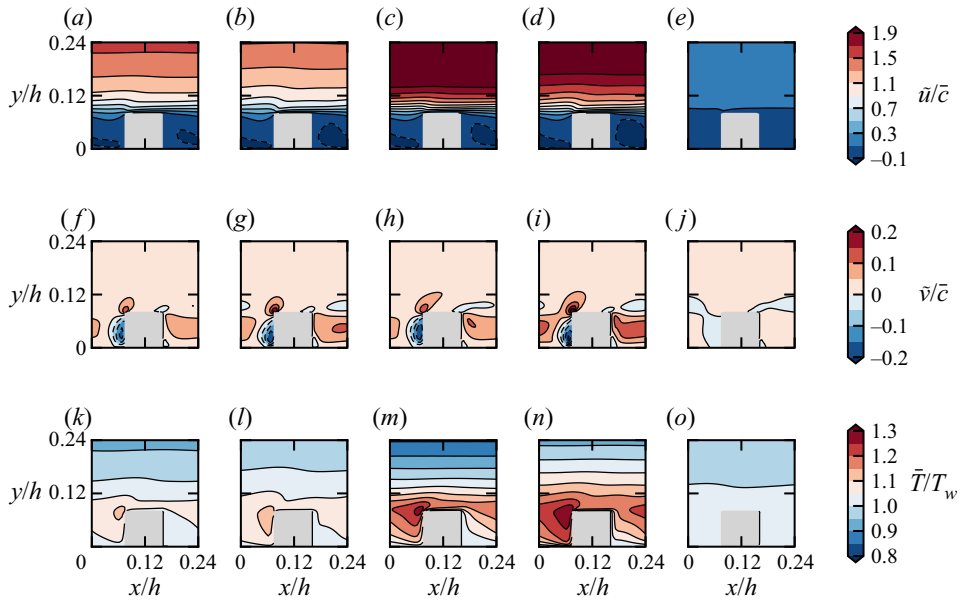 (a) (b) (c) (d) (e)
0.24 1.9
1.5
y/h 0.12 1.1 ũ/c̄
0.7
0.3
0 –0.1
(f) (g) (h) (i) (j)
0.24 0.2
0.1
y/h 0.12 0 ṽ/c̄
–0.1
0 –0.2
(k) (l) (m) (n) (o)
0.24 1.3
1.2
1.1 T̄/T_w
y/h 0.12 1.0
0.9
0 0.8
0 0.12 0.24 0 0.12 0.24 0 0.12 0.24 0 0.12 0.24 0 0.12 0.24
x/h x/h x/h x/h x/h